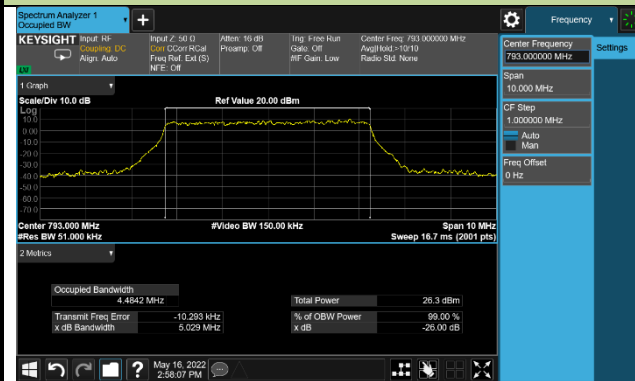 Spectrum Analyzer 1
Occupied BW
Frequency
KEYSIGHT
Input: RF
Coupling: DC
Align: Auto
Input Z: 50 Ω
Corr CCorr RCal
Freq Ref: Ext (S)
NFE: Off
Atten: 16 dB
Preamp: Off
Trig: Free Run
Gate: Off
#IF Gain: Low
Center Freq: 793.000000 MHz
Avg|Hold:>10/10
Radio Std: None
LXI
Center Frequency
793.000000 MHz
Settings
Span
10.000 MHz
CF Step
1.000000 MHz
Auto
Man
Freq Offset
0 Hz
1 Graph
Scale/Div 10.0 dB
Ref Value 20.00 dBm
Log
10.0
0.00
-10.0
-20.0
-30.0
-40.0
-50.0
-60.0
-70.0
Center 793.000 MHz
#Video BW 150.00 kHz
Span 10 MHz
#Res BW 51.000 kHz
Sweep 16.7 ms (2001 pts)
2 Metrics
Occupied Bandwidth
4.4842 MHz
Total Power
26.3 dBm
Transmit Freq Error
-10.293 kHz
% of OBW Power
99.00 %
x dB Bandwidth
5.029 MHz
x dB
-26.00 dB
?
May 16, 2022
2:58:07 PM